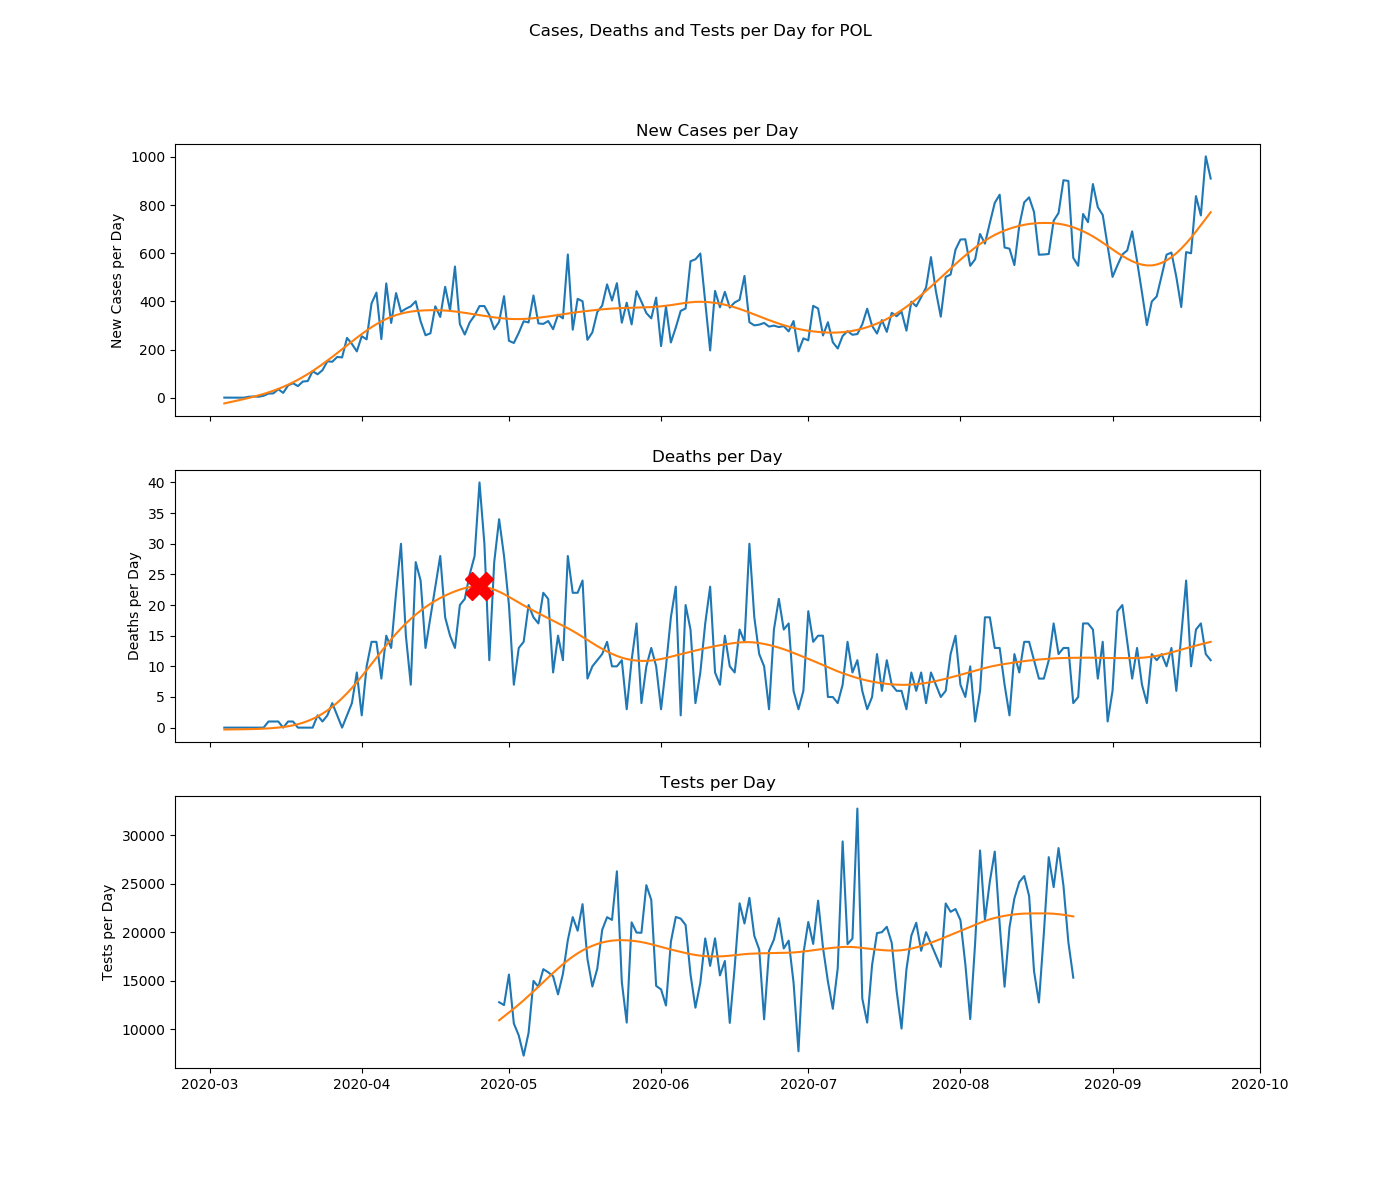 Cases, Deaths and Tests per Day for POL
New Cases per Day
New Cases per Day
1000
800
600
400
200
0
Deaths per Day
Deaths per Day
40
35
30
25
20
15
10
5
0
Tests per Day
Tests per Day
30000
25000
20000
15000
10000
2020-03 2020-04 2020-05 2020-06 2020-07 2020-08 2020-09 2020-10